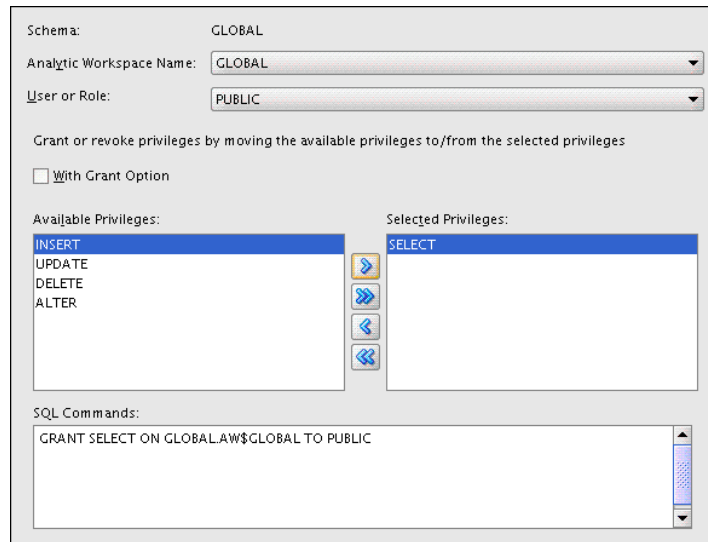 Schema: GLOBAL
Analytic Workspace Name: GLOBAL
User or Role: PUBLIC
Grant or revoke privileges by moving the available privileges to/from the selected privileges
With Grant Option
Available Privileges:
INSERT
UPDATE
DELETE
ALTER
Selected Privileges:
SELECT
SQL Commands:
GRANT SELECT ON GLOBAL.AW$GLOBAL TO PUBLIC